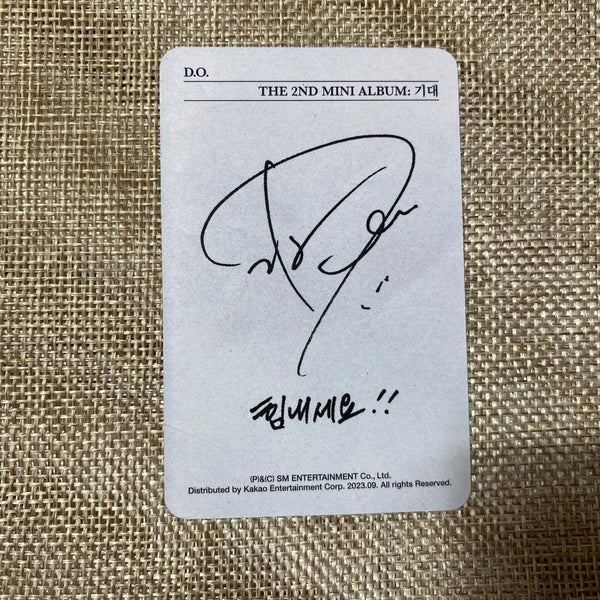 D.O.
THE 2ND MINI ALBUM: 기대
힘내세요!!
(P)&(C) SM ENTERTAINMENT Co., Ltd.
Distributed by Kakao Entertainment Corp. 2023.09. All rights Reserved.